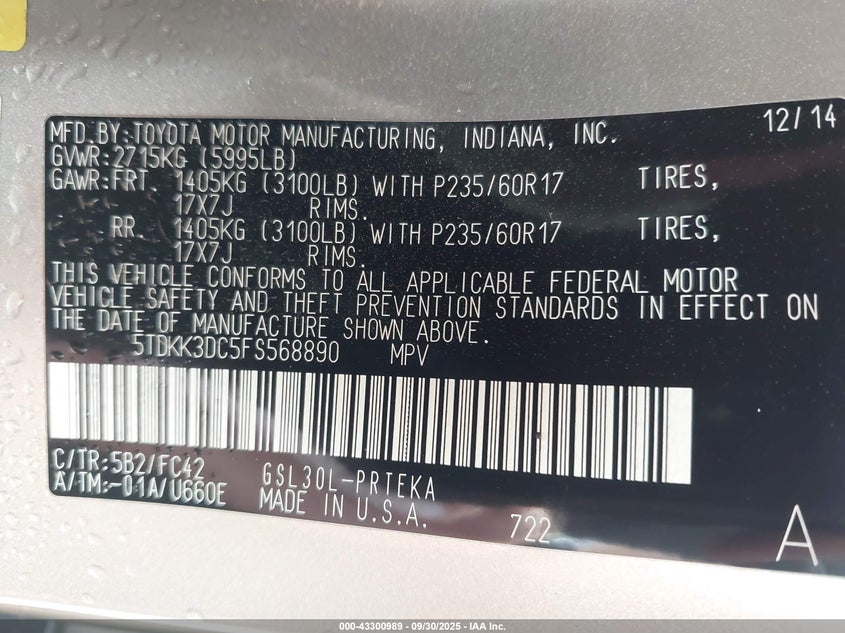 12/14
MFD.BY:TOYOTA MOTOR MANUFACTURING, INDIANA, INC.
GVWR:2715KG (5995LB)
GAWR:FRT. 1405KG (3100LB) WITH P235/60R17 TIRES,
17X7J RIMS.
RR. 1405KG (3100LB) WITH P235/60R17 TIRES,
17X7J RIMS.
THIS VEHICLE CONFORMS TO ALL APPLICABLE FEDERAL MOTOR
VEHICLE SAFETY AND THEFT PREVENTION STANDARDS IN EFFECT ON
THE DATE OF MANUFACTURE SHOWN ABOVE.
5TDKK3DC5FS568890 MPV
C/TR:5B2/FC42 GSL30L-PRTEKA
A/TM:-01A/U660E MADE IN U.S.A.
722
A
000-43300989 - 09/30/2025 - IAA Inc.